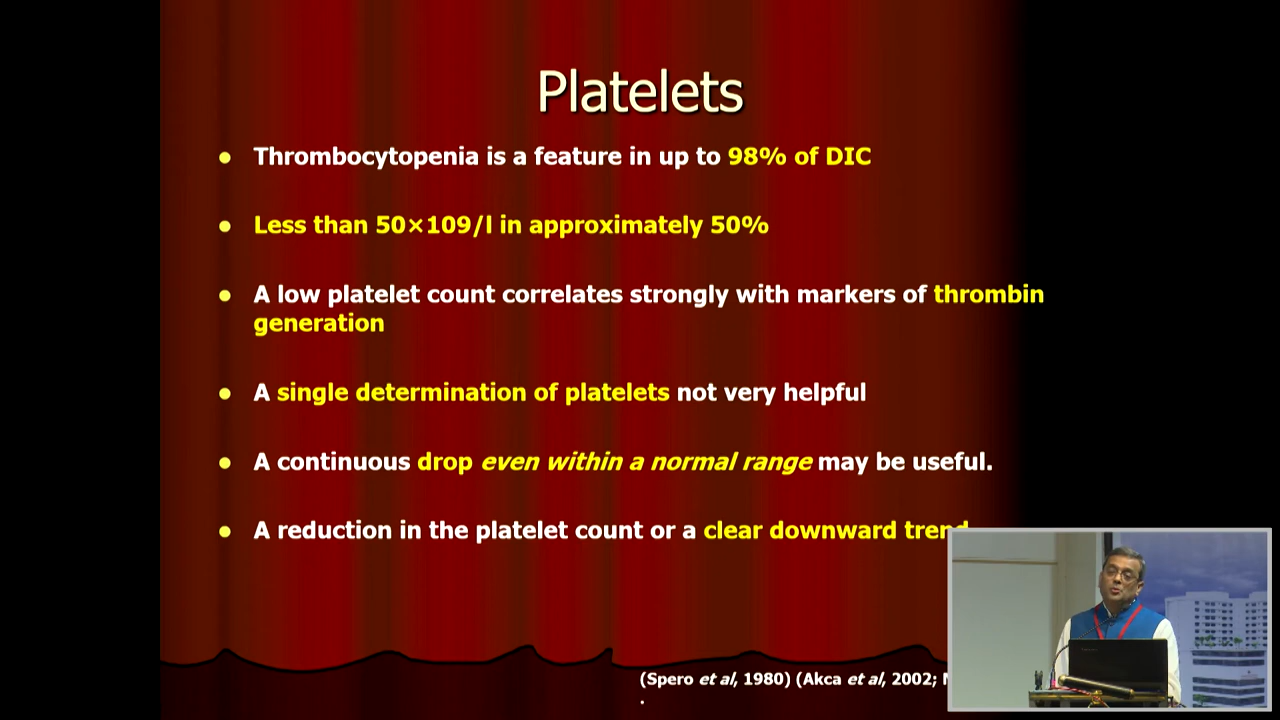 Platelets
Thrombocytopenia is a feature in up to 98% of DIC
Less than 50×109/l in approximately 50%
A low platelet count correlates strongly with markers of thrombin
generation
A single determination of platelets not very helpful
A continuous drop even within a normal range may be useful.
A reduction in the platelet count or a clear downward trend
(Spero et al, 1980) (Akca et al, 2002;
.